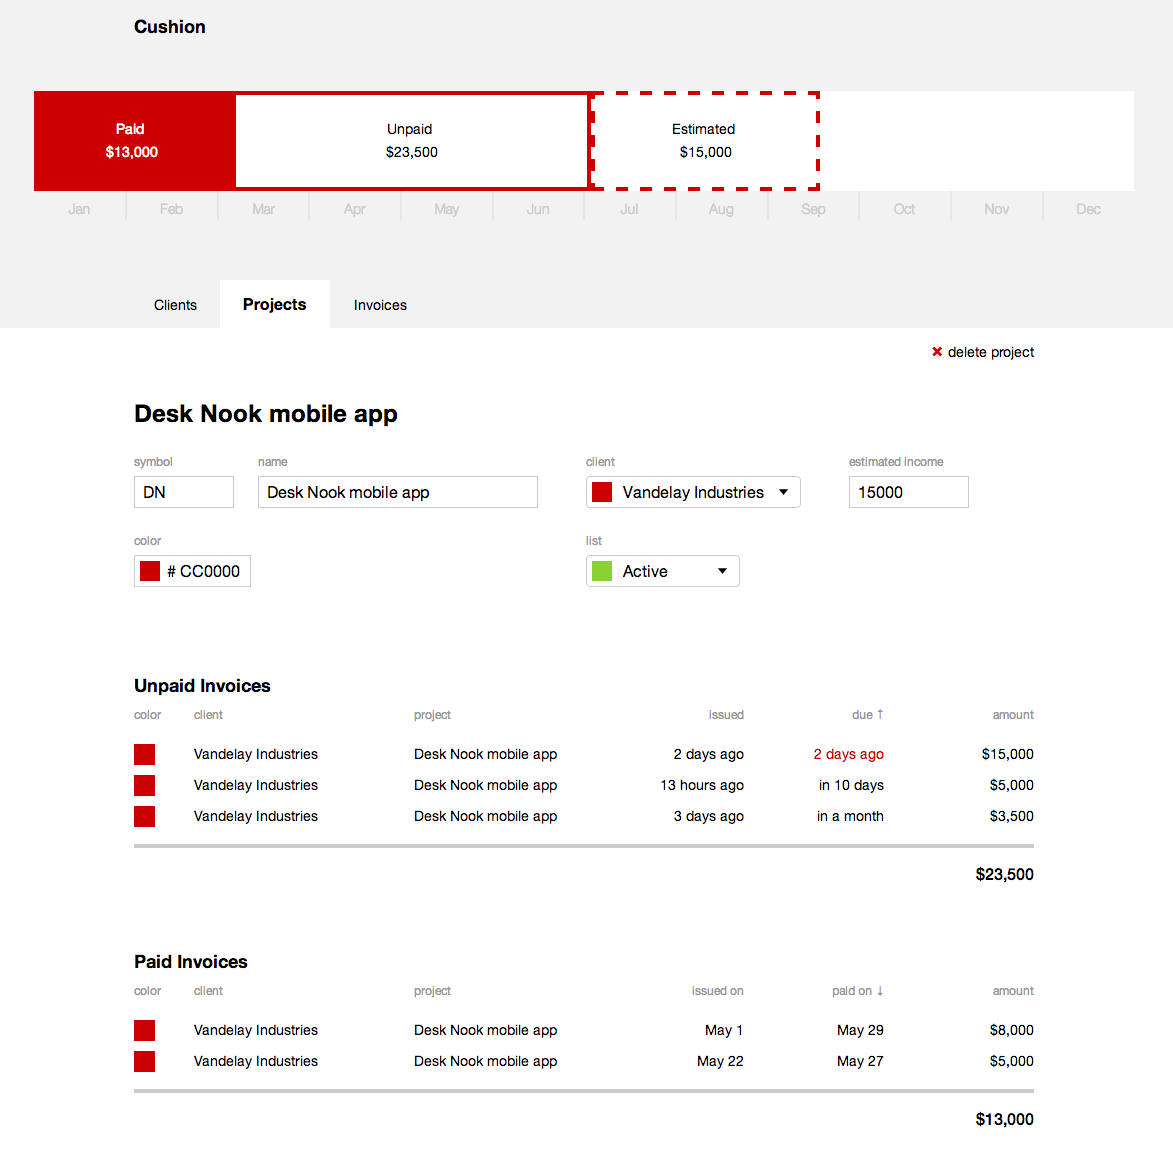 Cushion
Paid Unpaid Estimated
$13,000 $23,500 $15,000
Jan Feb Mar Apr May Jun Jul Aug Sep Oct Nov Dec
Clients Projects Invoices
✖ delete project
Desk Nook mobile app
symbol name client estimated income
DN Desk Nook mobile app Vandelay Industries 15000
color list
# CC0000 Active
Unpaid Invoices
color client project issued due ↑ amount
Vandelay Industries Desk Nook mobile app 2 days ago 2 days ago $15,000
Vandelay Industries Desk Nook mobile app 13 hours ago in 10 days $5,000
Vandelay Industries Desk Nook mobile app 3 days ago in a month $3,500
$23,500
Paid Invoices
color client project issued on paid on ↓ amount
Vandelay Industries Desk Nook mobile app May 1 May 29 $8,000
Vandelay Industries Desk Nook mobile app May 22 May 27 $5,000
$13,000